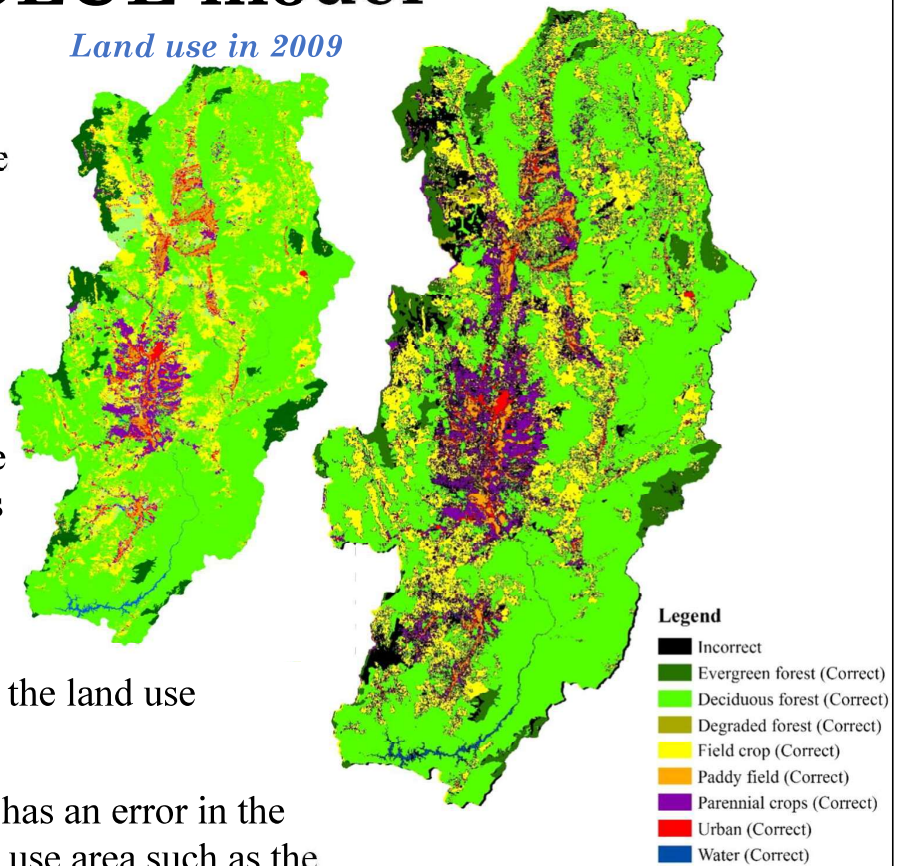 model
Land use in 2009
e
e
s
the land use
has an error in the
use area such as the
Legend
Incorrect
Evergreen forest (Correct)
Deciduous forest (Correct)
Degraded forest (Correct)
Field crop (Correct)
Paddy field (Correct)
Parennial crops (Correct)
Urban (Correct)
Water (Correct)